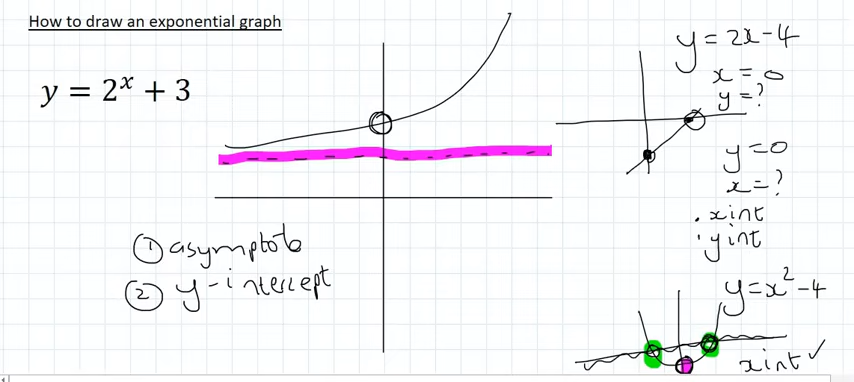 How to draw an exponential graph
y = 2ˣ + 3
① asymptote
② y-intercept
y = 2x-4
x = 0
y = ?
y = 0
x = ?
. x int
. y int
y = x² - 4
x int ✓